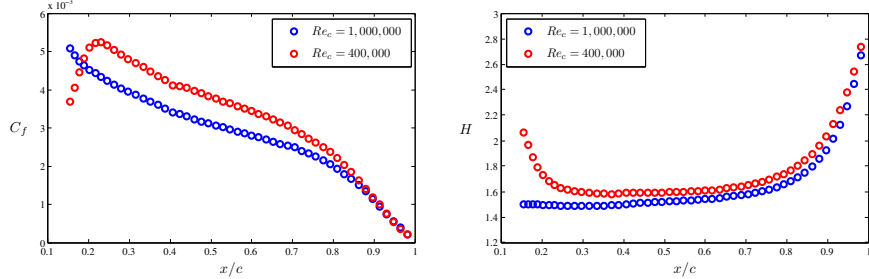 6 × 10⁻³
5
4
3
2
1
0
C_f
0.1 0.2 0.3 0.4 0.5 0.6 0.7 0.8 0.9 1
x/c
Re_c = 1,000,000
Re_c = 400,000
3
2.8
2.6
2.4
2.2
2
1.8
1.6
1.4
1.2
H
0.1 0.2 0.3 0.4 0.5 0.6 0.7 0.8 0.9 1
x/c
Re_c = 1,000,000
Re_c = 400,000